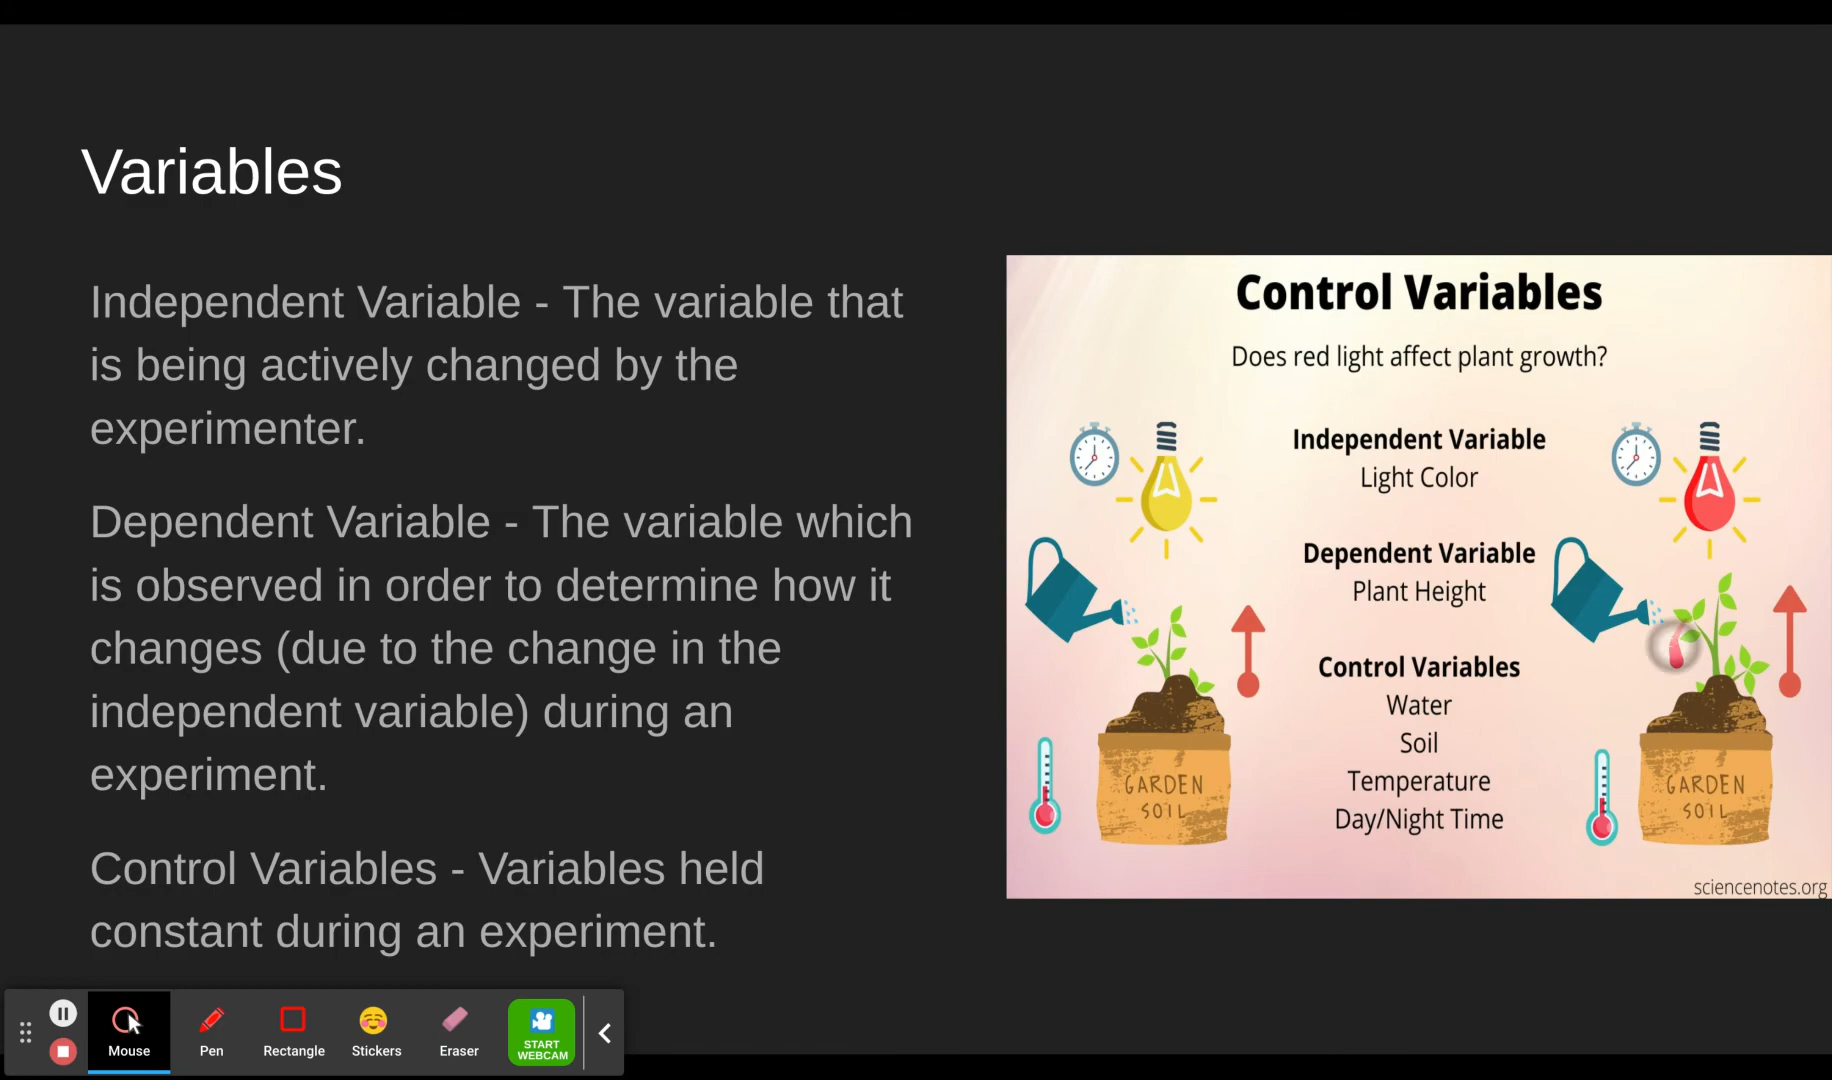 Variables
Independent Variable - The variable that
is being actively changed by the
experimenter.
Dependent Variable - The variable which
is observed in order to determine how it
changes (due to the change in the
independent variable) during an
experiment.
Control Variables - Variables held
constant during an experiment.
Control Variables
Does red light affect plant growth?
Independent Variable
Light Color
Dependent Variable
Plant Height
Control Variables
Water
Soil
Temperature
Day/Night Time
GARDEN
SOIL
GARDEN
SOIL
sciencenotes.org
Mouse
Pen
Rectangle
Stickers
Eraser
START
WEBCAM